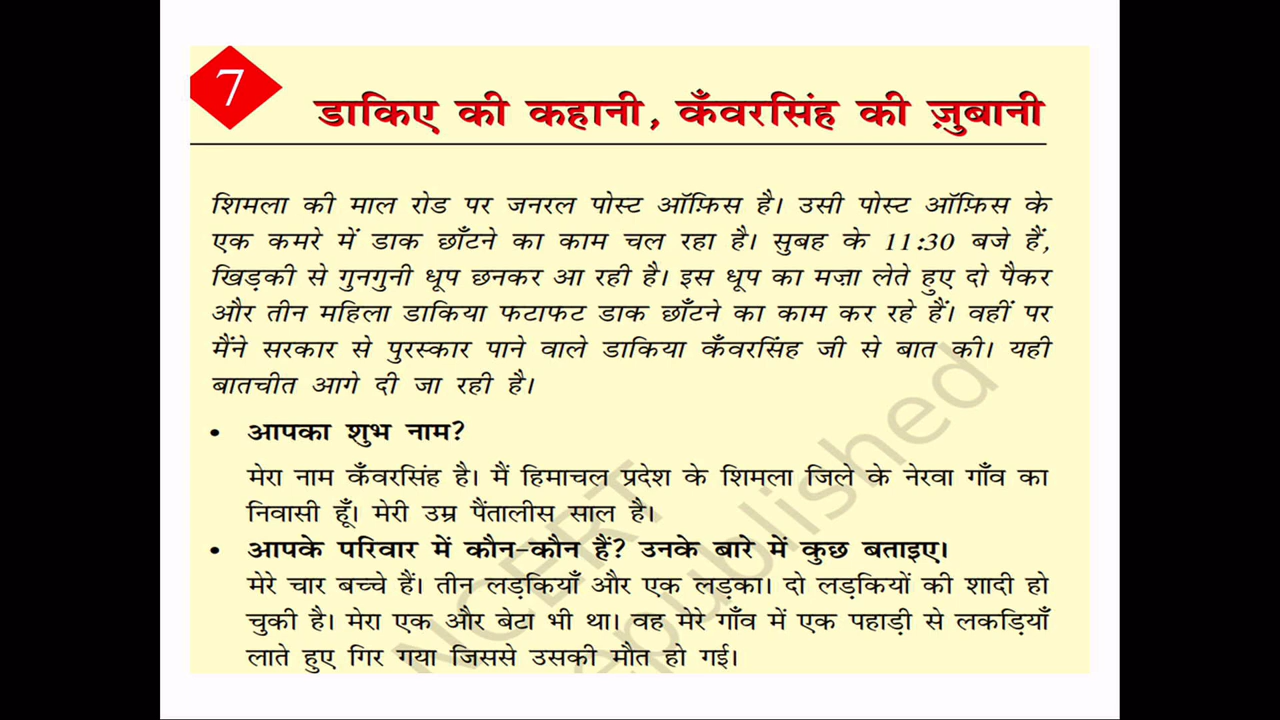 7
डाकिए की कहानी, कँवरसिंह की ज़ुबानी
शिमला की माल रोड पर जनरल पोस्ट ऑफ़िस है। उसी पोस्ट ऑफ़िस के
एक कमरे में डाक छाँटने का काम चल रहा है। सुबह के 11:30 बजे हैं,
खिड़की से गुनगुनी धूप छनकर आ रही है। इस धूप का मज़ा लेते हुए दो पैकर
और तीन महिला डाकिया फटाफट डाक छाँटने का काम कर रहे हैं। वहीं पर
मैंने सरकार से पुरस्कार पाने वाले डाकिया कँवरसिंह जी से बात की। यही
बातचीत आगे दी जा रही है।
• आपका शुभ नाम?
मेरा नाम कँवरसिंह है। मैं हिमाचल प्रदेश के शिमला जिले के नेरवा गाँव का
निवासी हूँ। मेरी उम्र पैंतालीस साल है।
• आपके परिवार में कौन-कौन हैं? उनके बारे में कुछ बताइए।
मेरे चार बच्चे हैं। तीन लड़कियाँ और एक लड़का। दो लड़कियों की शादी हो
चुकी है। मेरा एक और बेटा भी था। वह मेरे गाँव में एक पहाड़ी से लकड़ियाँ
लाते हुए गिर गया जिससे उसकी मौत हो गई।
NCERT
republished